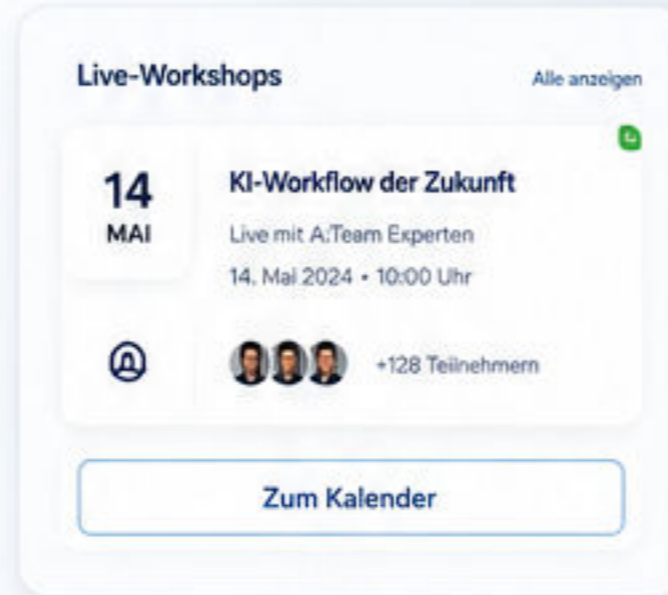 Live-Workshops
Alle anzeigen
14
MAI
KI-Workflow der Zukunft
Live mit A:Team Experten
14. Mai 2024 • 10:00 Uhr
+128 Teilnehmern
Zum Kalender